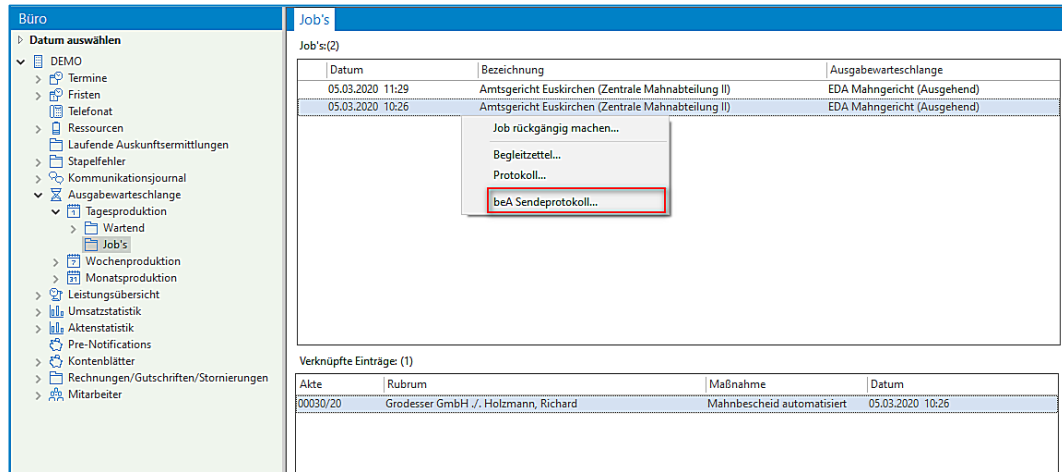 Büro
Datum auswählen
DEMO
Termine
Fristen
Telefonat
Ressourcen
Laufende Auskunftsermittlungen
Stapelfehler
Kommunikationsjournal
Ausgabewarteschlange
1 Tagesproduktion
Wartend
Job's
7 Wochenproduktion
31 Monatsproduktion
Leistungsübersicht
Umsatzstatistik
Aktenstatistik
Pre-Notifications
Kontenblätter
Rechnungen/Gutschriften/Stornierungen
Mitarbeiter
Job's
Job's:(2)
Datum Bezeichnung Ausgabewarteschlange
05.03.2020 11:29 Amtsgericht Euskirchen (Zentrale Mahnabteilung II) EDA Mahngericht (Ausgehend)
05.03.2020 10:26 Amtsgericht Euskirchen (Zentrale Mahnabteilung II) EDA Mahngericht (Ausgehend)
Job rückgängig machen...
Begleitzettel...
Protokoll...
beA Sendeprotokoll...
Verknüpfte Einträge: (1)
Akte Rubrum Maßnahme Datum
00030/20 Grodesser GmbH ./. Holzmann, Richard Mahnbescheid automatisiert 05.03.2020 10:26